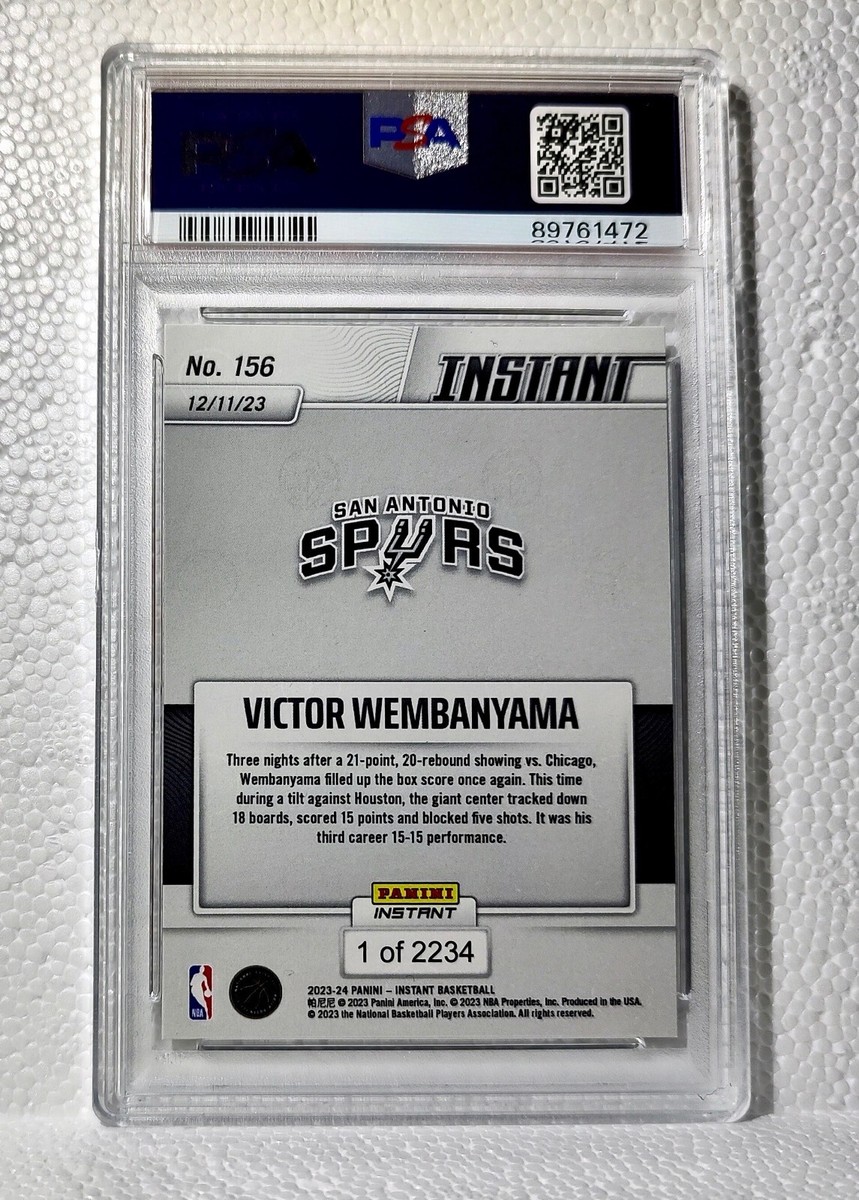 PSA
PSA
89761472
No. 156
INSTANT
12/11/23
SAN ANTONIO
SPURS
VICTOR WEMBANYAMA
Three nights after a 21-point, 20-rebound showing vs. Chicago,
Wembanyama filled up the box score once again. This time
during a tilt against Houston, the giant center tracked down
18 boards, scored 15 points and blocked five shots. It was his
third career 15-15 performance.
PANINI
INSTANT
1 of 2234
NBA
2023-24 PANINI – INSTANT BASKETBALL
帕尼尼 © 2023 Panini America, Inc. © 2023 NBA Properties, Inc. Produced in the USA.
© 2023 the National Basketball Players Association. All rights reserved.